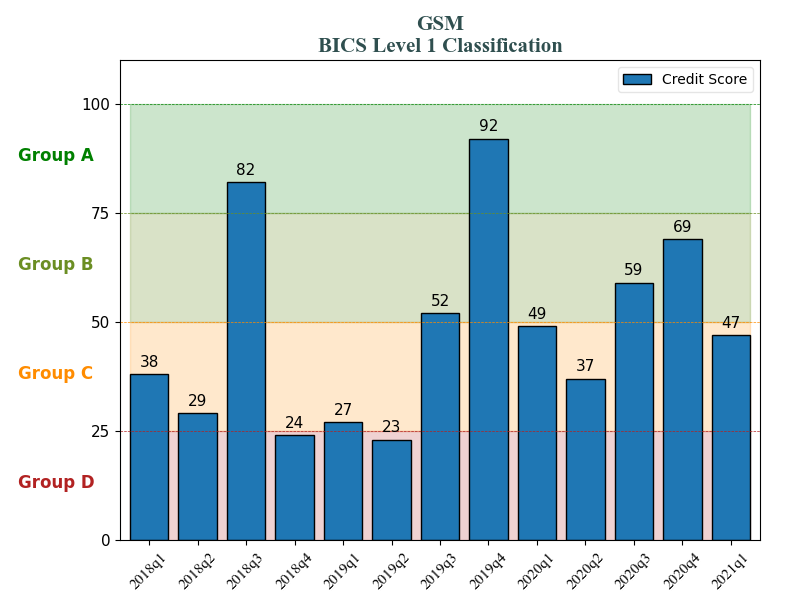 GSM
BICS Level 1 Classification
Credit Score
100
75
50
25
0
Group A
Group B
Group C
Group D
38
29
82
24
27
23
52
92
49
37
59
69
47
2018q1
2018q2
2018q3
2018q4
2019q1
2019q2
2019q3
2019q4
2020q1
2020q2
2020q3
2020q4
2021q1